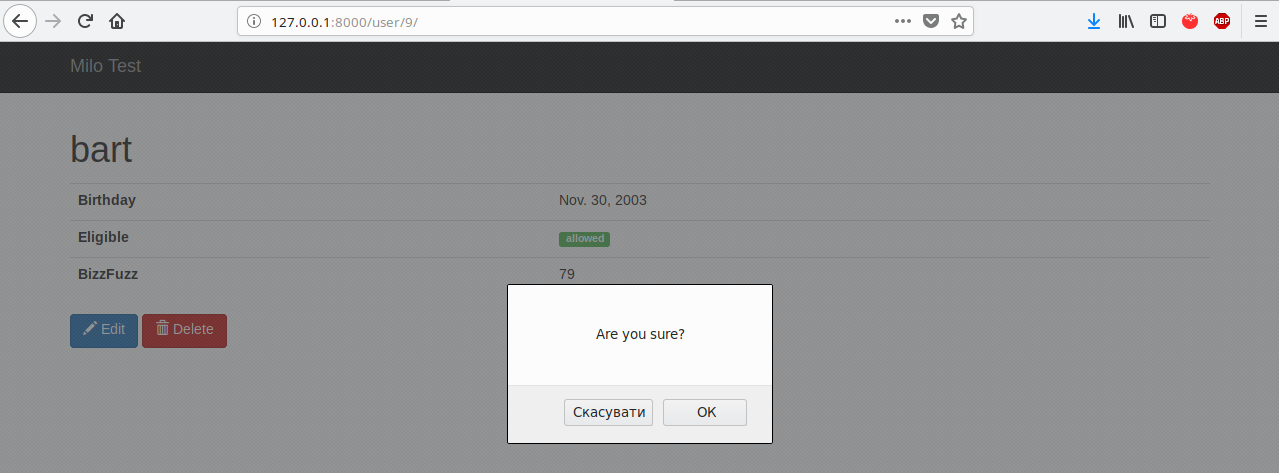 127.0.0.1:8000/user/9/
ABP
Milo Test
bart
Birthday Nov. 30, 2003
Eligible allowed
BizzFuzz 79
Edit Delete
Are you sure?
Скасувати OK